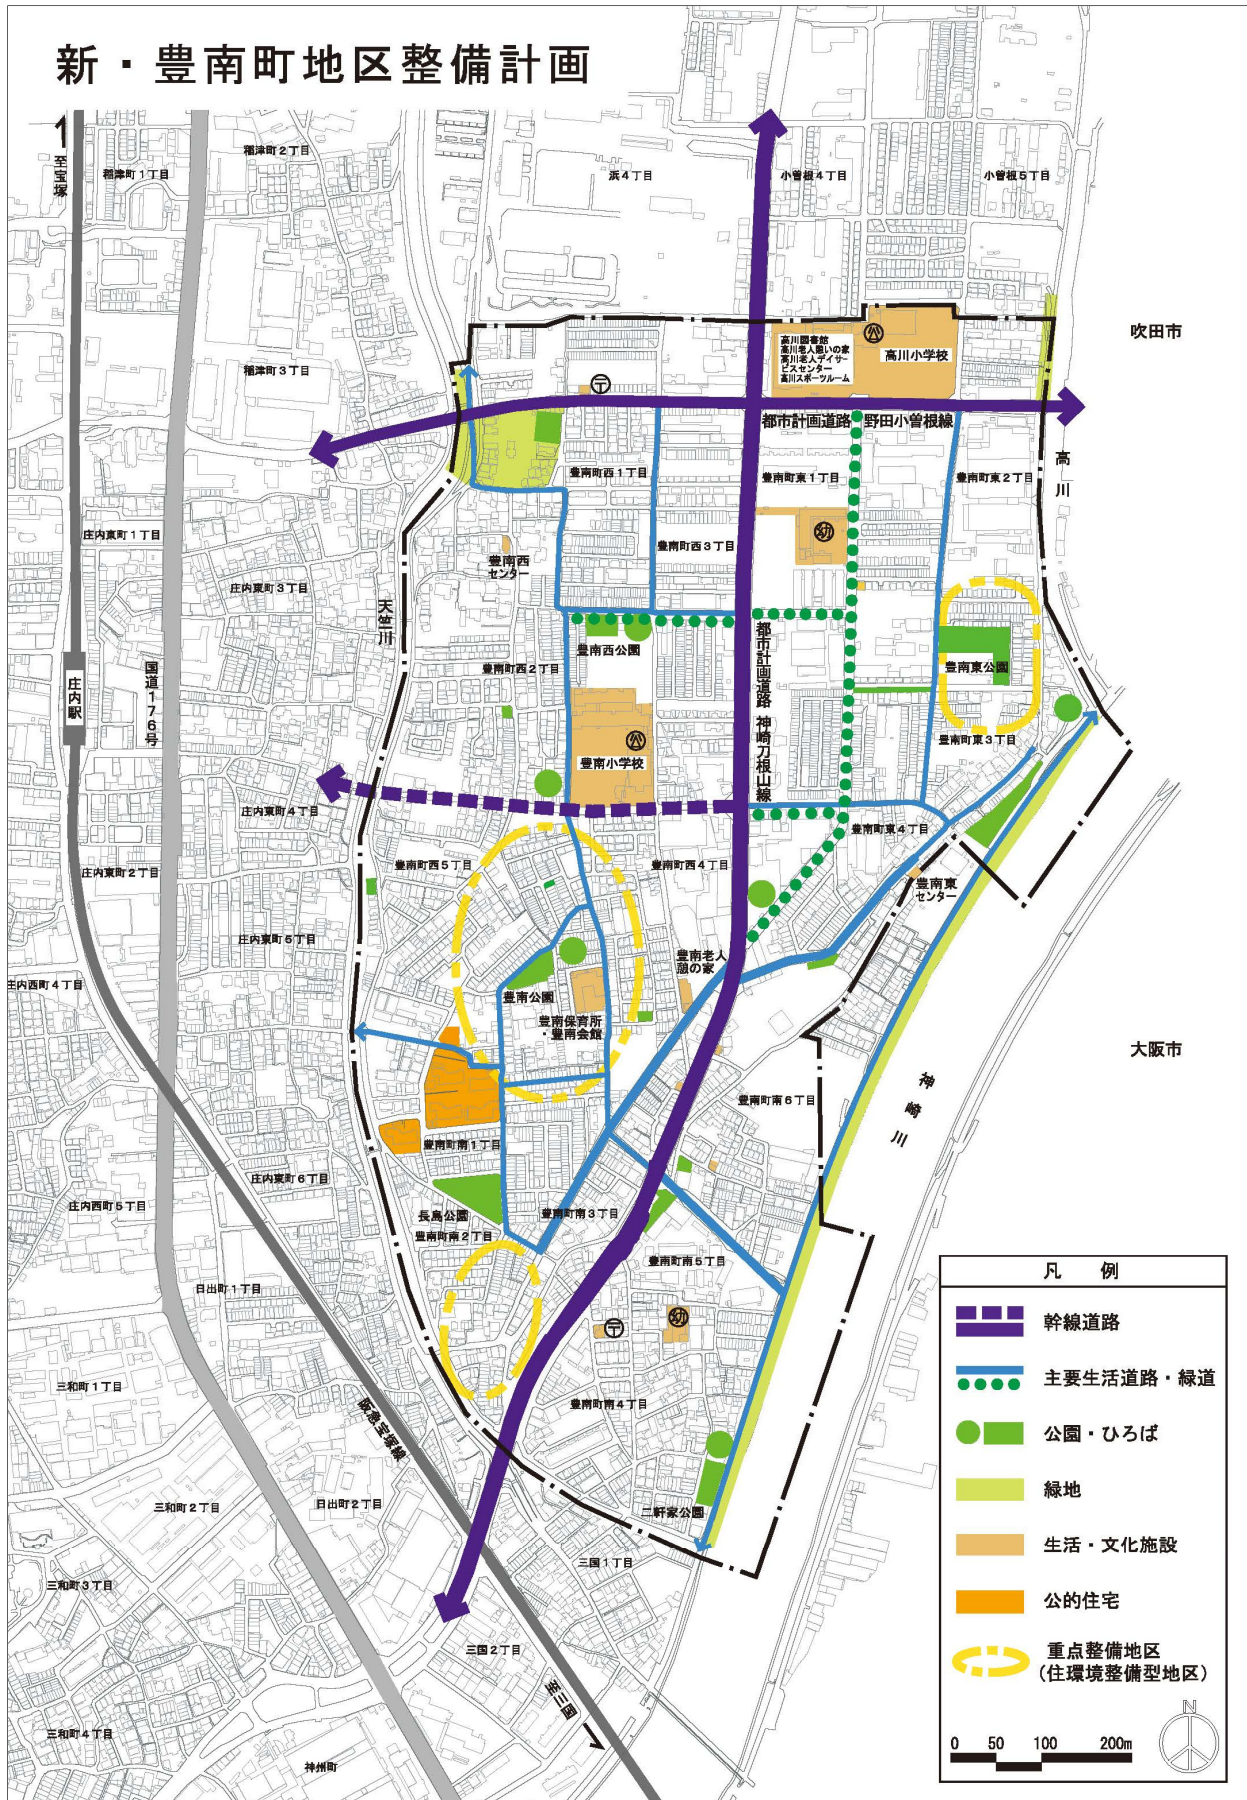 新・豊南町地区整備計画
至宝塚
稲津町1丁目
稲津町2丁目
浜4丁目
小曽根4丁目
小曽根5丁目
吹田市
稲津町3丁目
高川図書館
高川老人憩いの家
高川老人デイサー
ビスセンター
高川スポーツルーム
公
高川小学校
〒
都市計画道路 野田小曽根線
高川
豊南町西1丁目
豊南町東1丁目
豊南町東2丁目
庄内東町1丁目
豊南西
センター
豊南町西3丁目
幼
庄内東町3丁目
天竺川
豊南西公園
都市計画道路 神崎刀根山線
豊南東公園
豊南町西2丁目
国道176号
庄内駅
公
豊南小学校
豊南町東3丁目
庄内東町4丁目
豊南町東4丁目
豊南町西5丁目
豊南町西4丁目
庄内東町2丁目
豊南東
センター
庄内東町5丁目
豊南老人
憩の家
庄内西町4丁目
豊南公園
豊南保育所
・豊南会館
大阪市
神崎川
豊南町南6丁目
豊南町南1丁目
庄内東町6丁目
庄内西町5丁目
長島公園
豊南町南2丁目
豊南町南3丁目
豊南町南5丁目
日出町1丁目
〒
幼
三和町1丁目
阪急宝塚線
豊南町南4丁目
三和町2丁目
日出町2丁目
二軒家公園
三国1丁目
三和町3丁目
三国2丁目
至三国
三和町4丁目
神州町
凡 例
幹線道路
主要生活道路・緑道
公園・ひろば
緑地
生活・文化施設
公的住宅
重点整備地区
(住環境整備型地区)
N
0 50 100 200m